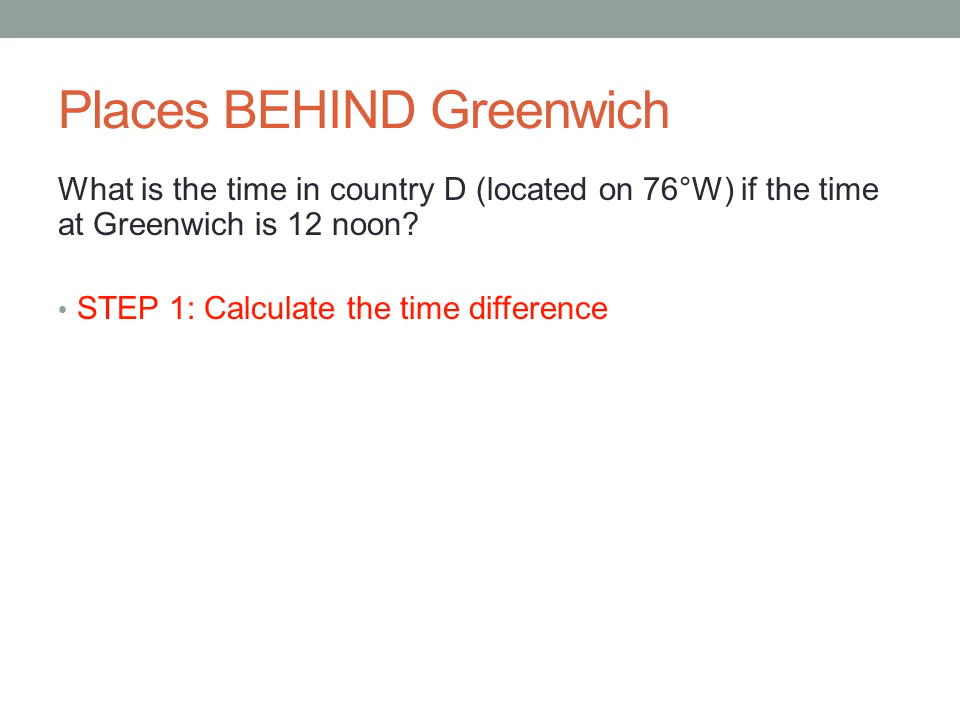 Places BEHIND Greenwich
What is the time in country D (located on 76°W) if the time
at Greenwich is 12 noon?
• STEP 1: Calculate the time difference